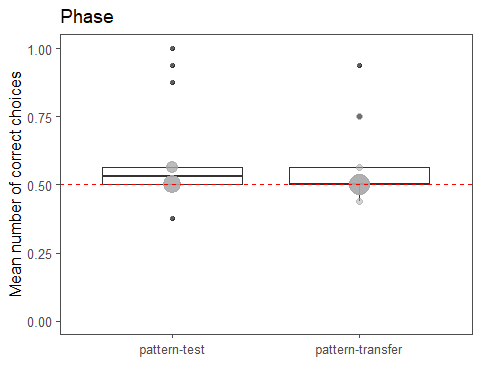 Phase
Mean number of correct choices
1.00
0.75
0.50
0.25
0.00
pattern-test
pattern-transfer